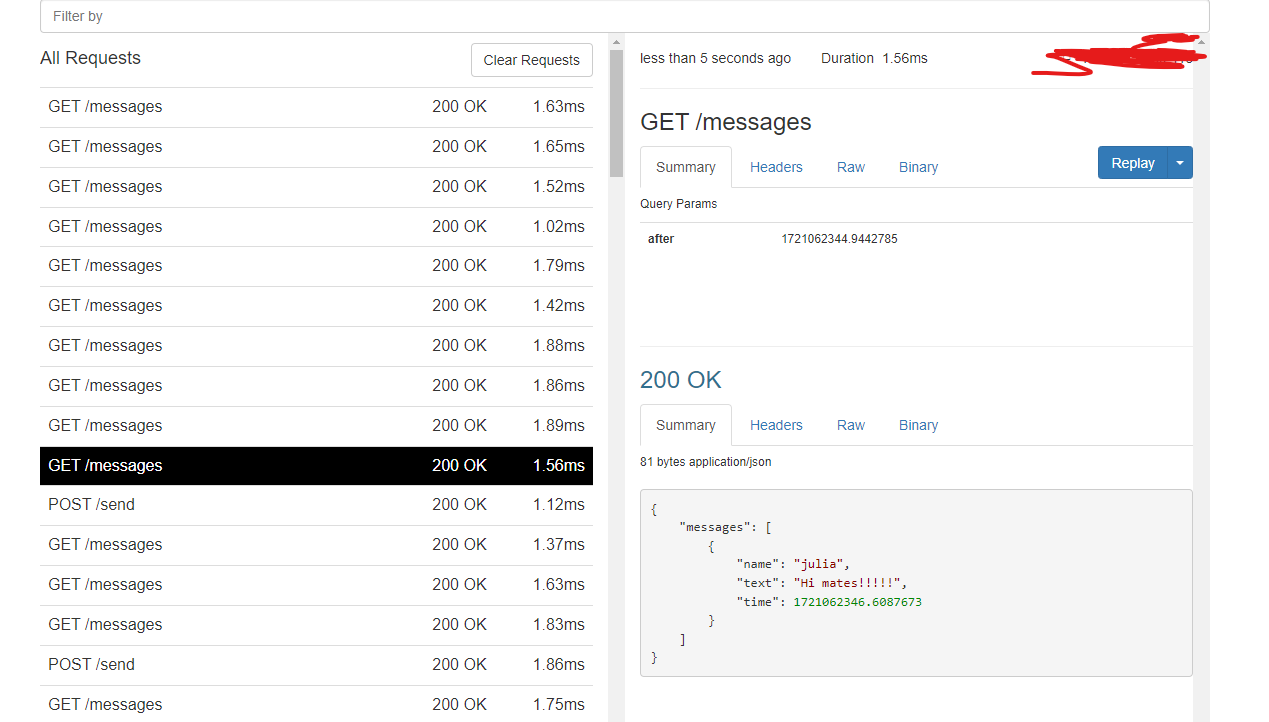 Filter by
All Requests
Clear Requests
GET /messages 200 OK 1.63ms
GET /messages 200 OK 1.65ms
GET /messages 200 OK 1.52ms
GET /messages 200 OK 1.02ms
GET /messages 200 OK 1.79ms
GET /messages 200 OK 1.42ms
GET /messages 200 OK 1.88ms
GET /messages 200 OK 1.86ms
GET /messages 200 OK 1.89ms
GET /messages 200 OK 1.56ms
POST /send 200 OK 1.12ms
GET /messages 200 OK 1.37ms
GET /messages 200 OK 1.63ms
GET /messages 200 OK 1.83ms
POST /send 200 OK 1.86ms
GET /messages 200 OK 1.75ms
less than 5 seconds ago Duration 1.56ms
GET /messages
Summary Headers Raw Binary Replay
Query Params
after 1721062344.9442785
200 OK
Summary Headers Raw Binary
81 bytes application/json
{
"messages": [
{
"name": "julia",
"text": "Hi mates!!!!!",
"time": 1721062346.6087673
}
]
}